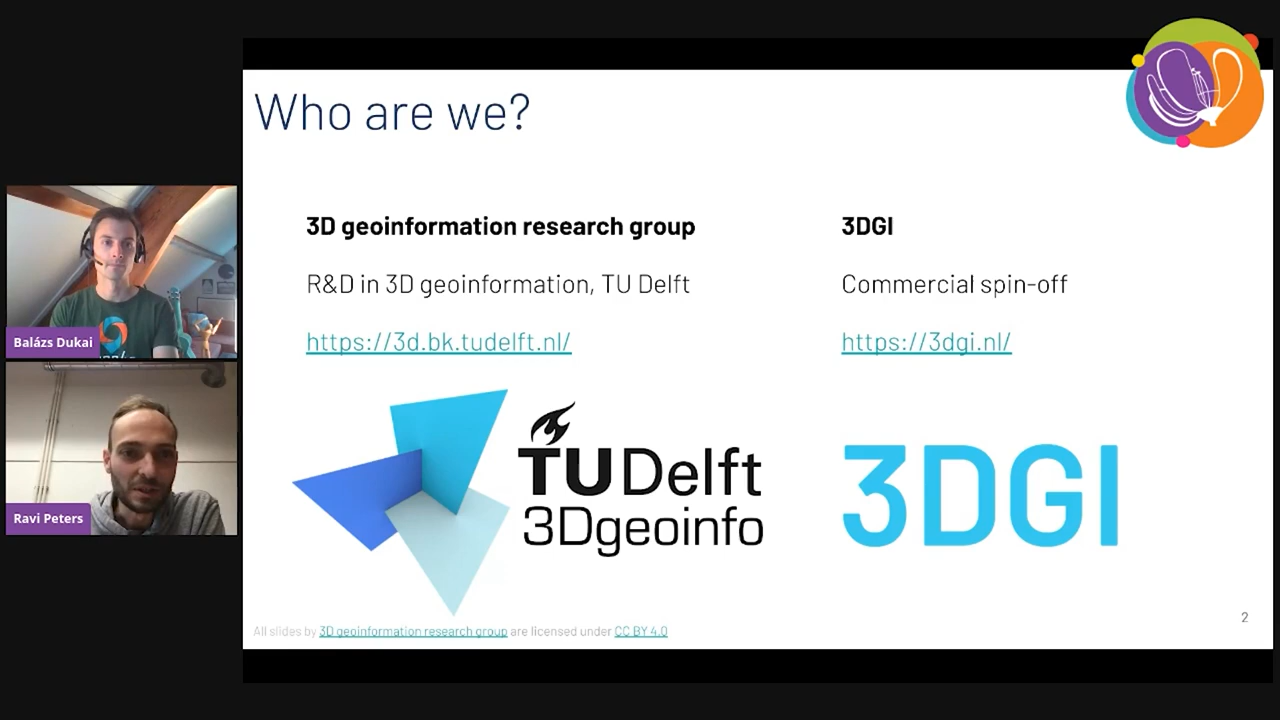 Who are we?
3D geoinformation research group
R&D in 3D geoinformation, TU Delft
https://3d.bk.tudelft.nl/
TUDelft
3Dgeoinfo
3DGI
Commercial spin-off
https://3dgi.nl/
3DGI
All slides by 3D geoinformation research group are licensed under CC BY 4.0
2
Balázs Dukai
Ravi Peters